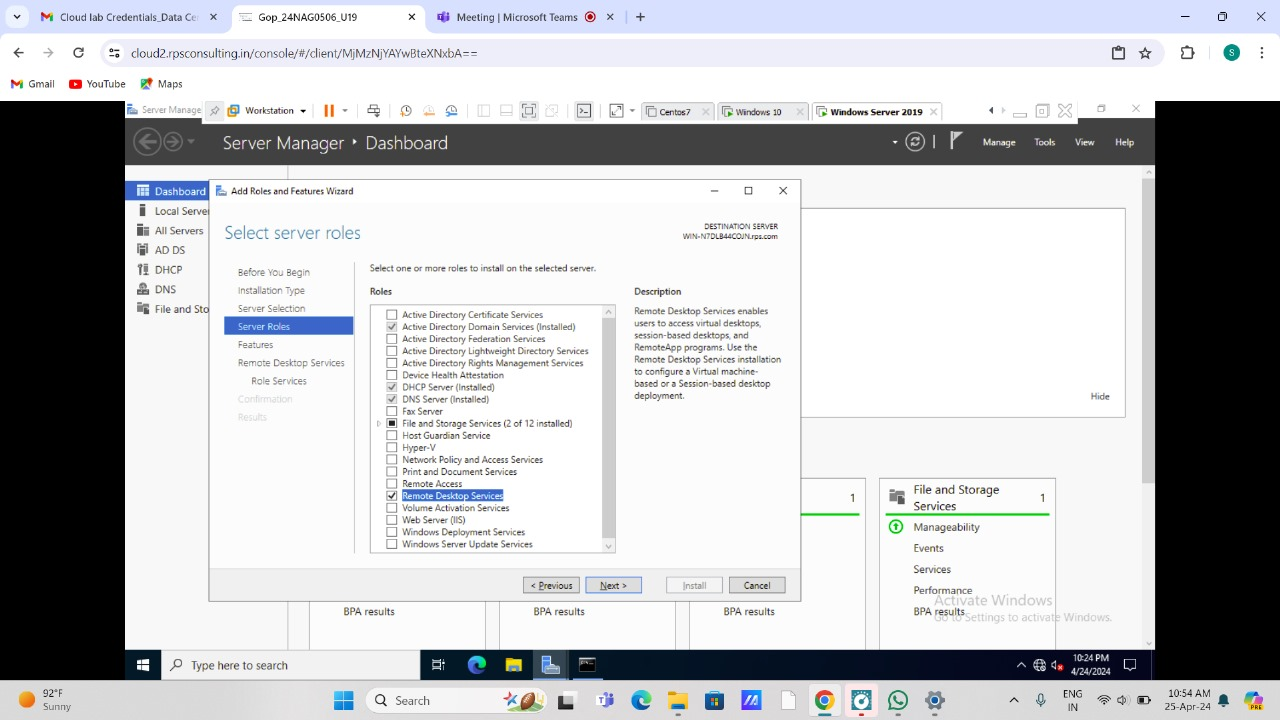 Cloudlabs,inc
Gop_24NAG0506_U19
Meeting | Microsoft
cloud2.rpsconsulting.in/console/#/client/MjMzNjYAYwBteXNxbA==
S
Gmail
YouTube
Maps
Server Manage
Workstation
Centos7
Windows 10
Windows Server 2019
Server Manager
Dashboard
Manage
Tools
View
Help
Dashboard
Local Server
All Servers
AD DS
DHCP
DNS
File and Sto
Add Roles and Features Wizard
Select server roles
DESTINATION SERVER
WIN-N7DLB44COJN.rps.com
Before You Begin
Installation Type
Server Selection
Server Roles
Features
Remote Desktop Services
Role Services
Confirmation
Results
Select one or more roles to install on the selected server.
Roles
Active Directory Certificate Services
Active Directory Domain Services (Installed)
Active Directory Federation Services
Active Directory Lightweight Directory Services
Active Directory Rights Management Services
Device Health Attestation
DHCP Server (Installed)
DNS Server (Installed)
Fax Server
File and Storage Services (2 of 12 installed)
Host Guardian Service
Hyper-V
Network Policy and Access Services
Print and Document Services
Remote Access
Remote Desktop Services
Volume Activation Services
Web Server (IIS)
Windows Deployment Services
Windows Server Update Services
Description
Remote Desktop Services enables
users to access virtual desktops,
session-based desktops, and
RemoteApp programs. Use the
Remote Desktop Services installation
to configure a Virtual machine-
based or a Session-based desktop
deployment.
< Previous
Next >
Install
Cancel
Hide
1
File and Storage
Services
1
Manageability
Events
Services
Performance
BPA results
BPA results
BPA results
BPA results
Activate Windows
Go to Settings to activate Windows.
Type here to search
10:24 PM
4/24/2024
92°F
Sunny
Search
ENG
IN
10:54 AM
25-Apr-24
PRE